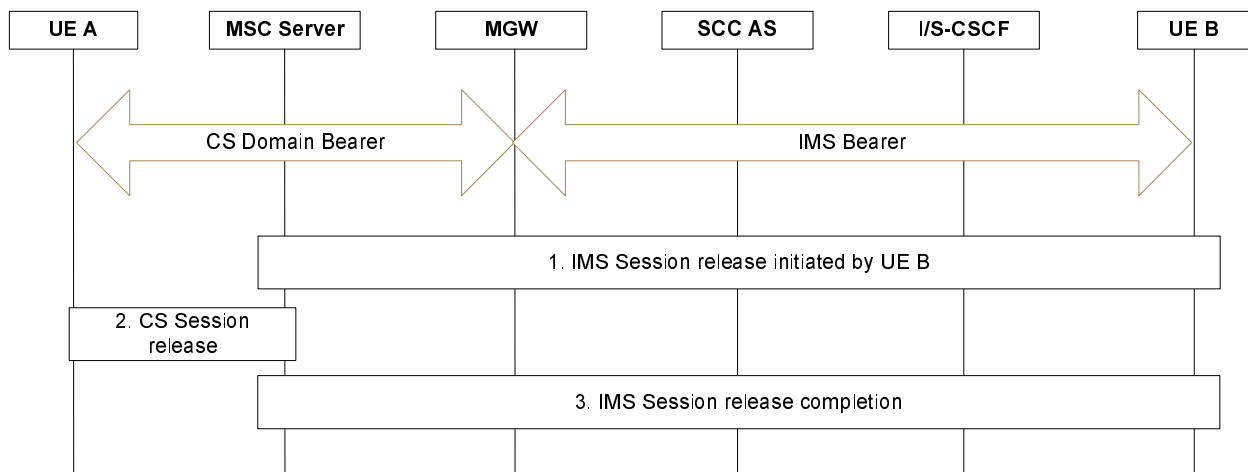 UE A
MSC Server
MGW
SCC AS
I/S-CSCF
UE B
CS Domain Bearer
IMS Bearer
1. IMS Session release initiated by UE B
2. CS Session
release
3. IMS Session release completion